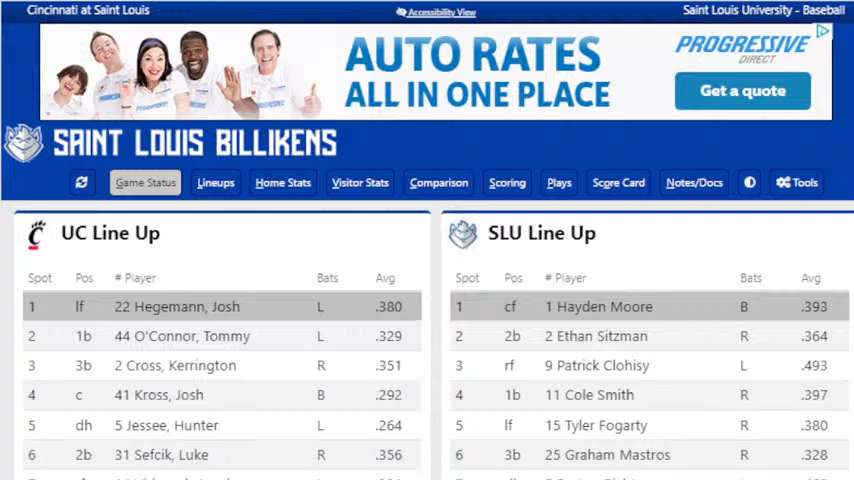 Cincinnati at Saint Louis
Accessibility View
Saint Louis University - Baseball
AUTO RATES
ALL IN ONE PLACE
PROGRESSIVE
DIRECT
Get a quote
SAINT LOUIS BILLIKENS
Game Status
Lineups
Home Stats
Visitor Stats
Comparison
Scoring
Plays
Score Card
Notes/Docs
Tools
UC Line Up
Spot Pos # Player Bats Avg
1 lf 22 Hegemann, Josh L .380
2 1b 44 O'Connor, Tommy L .329
3 3b 2 Cross, Kerrington R .351
4 c 41 Kross, Josh B .292
5 dh 5 Jessee, Hunter L .264
6 2b 31 Sefcik, Luke R .356
SLU Line Up
Spot Pos # Player Bats Avg
1 cf 1 Hayden Moore B .393
2 2b 2 Ethan Sitzman R .364
3 rf 9 Patrick Clohisy L .493
4 1b 11 Cole Smith R .397
5 lf 15 Tyler Fogarty R .380
6 3b 25 Graham Mastros R .328